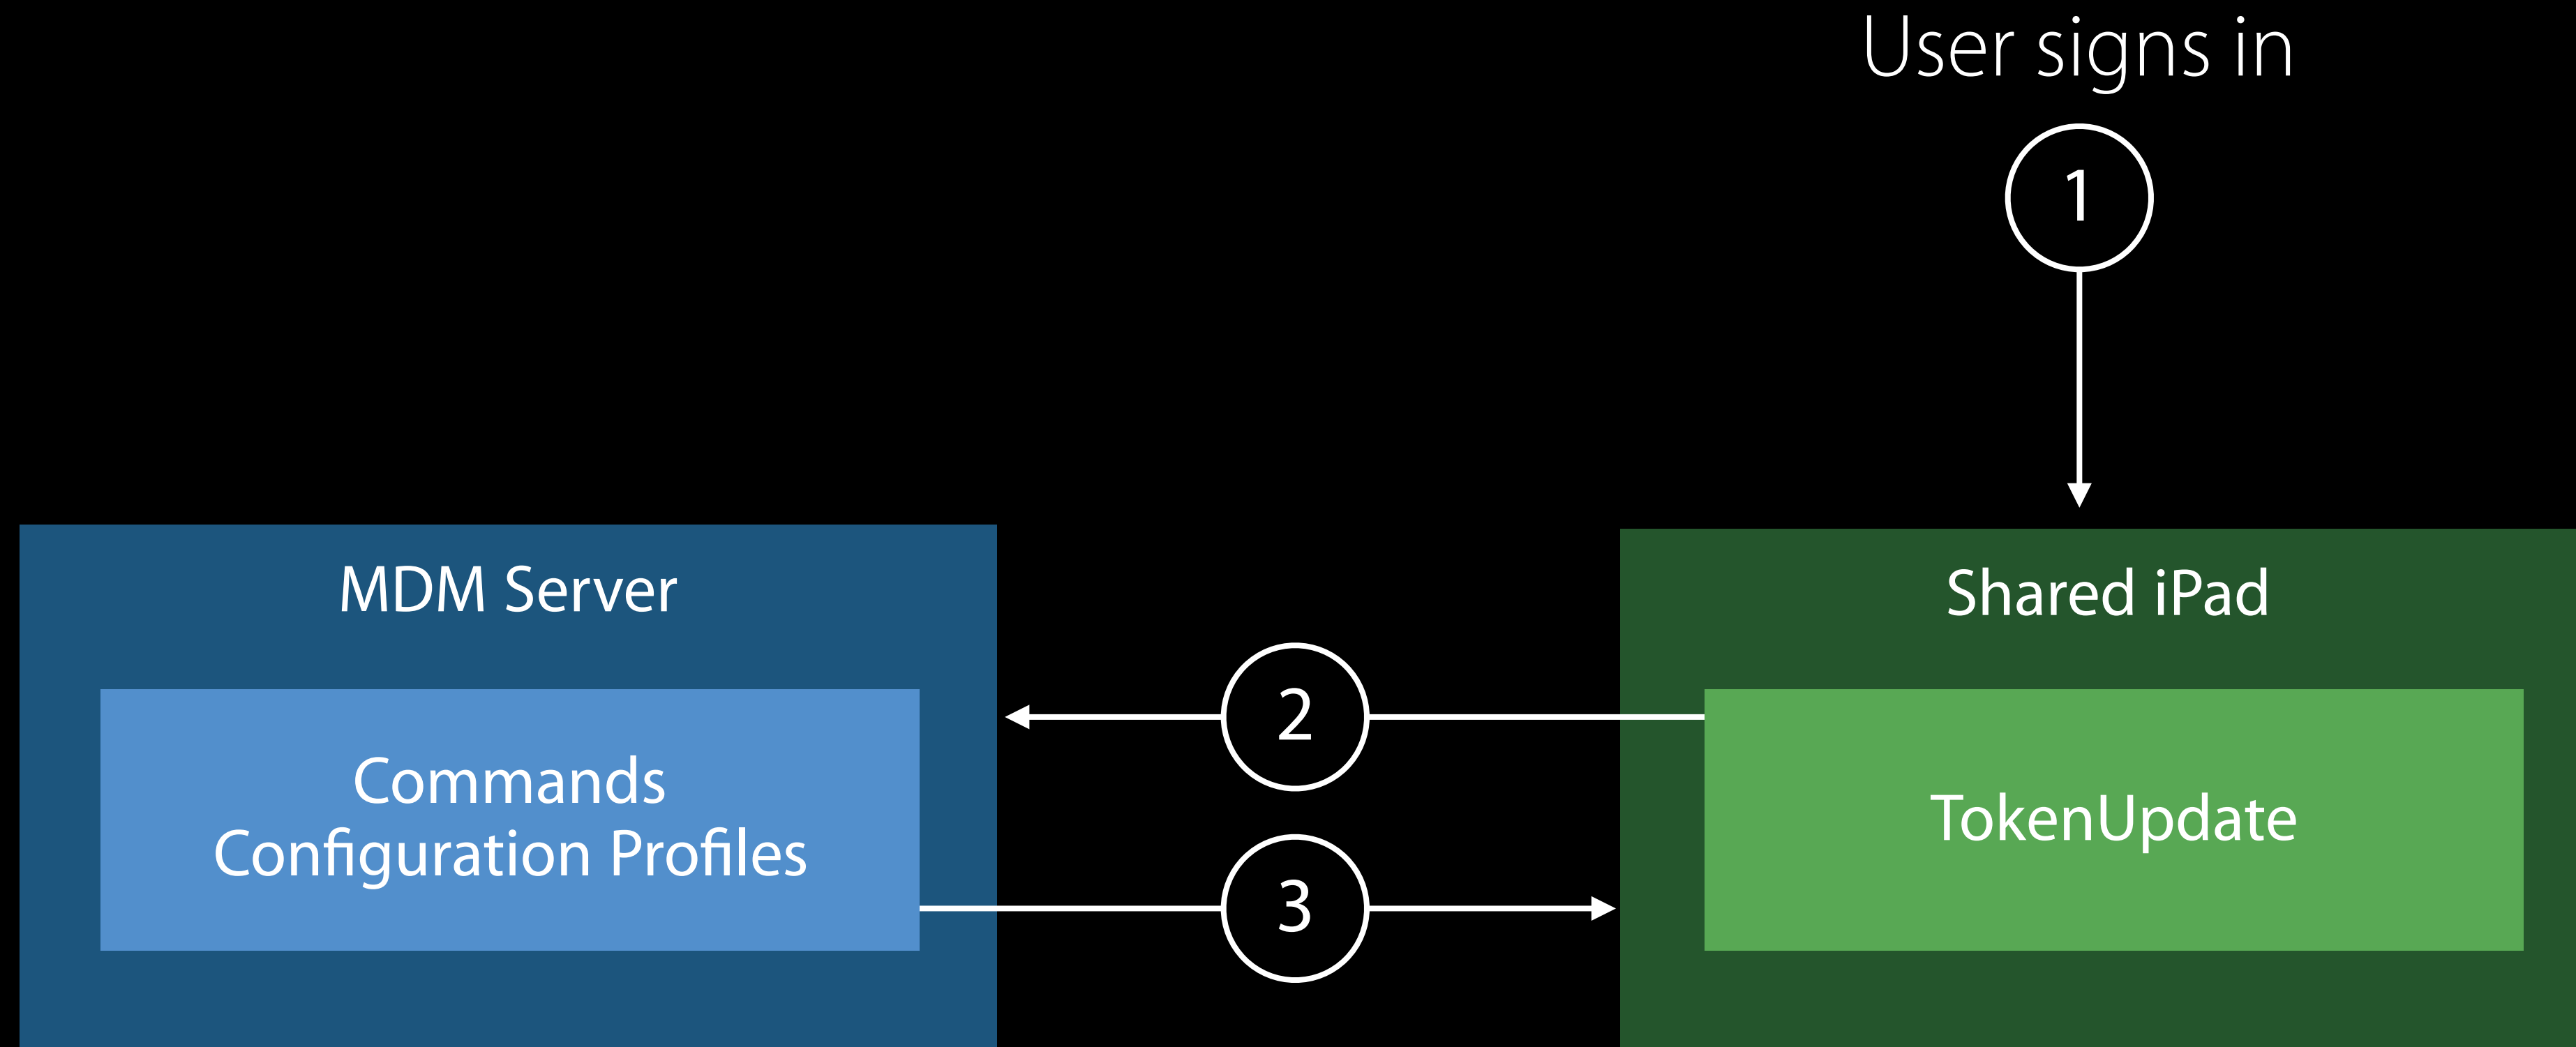 User signs in
1
MDM Server
Shared iPad
2
Commands
Configuration Profiles
TokenUpdate
3